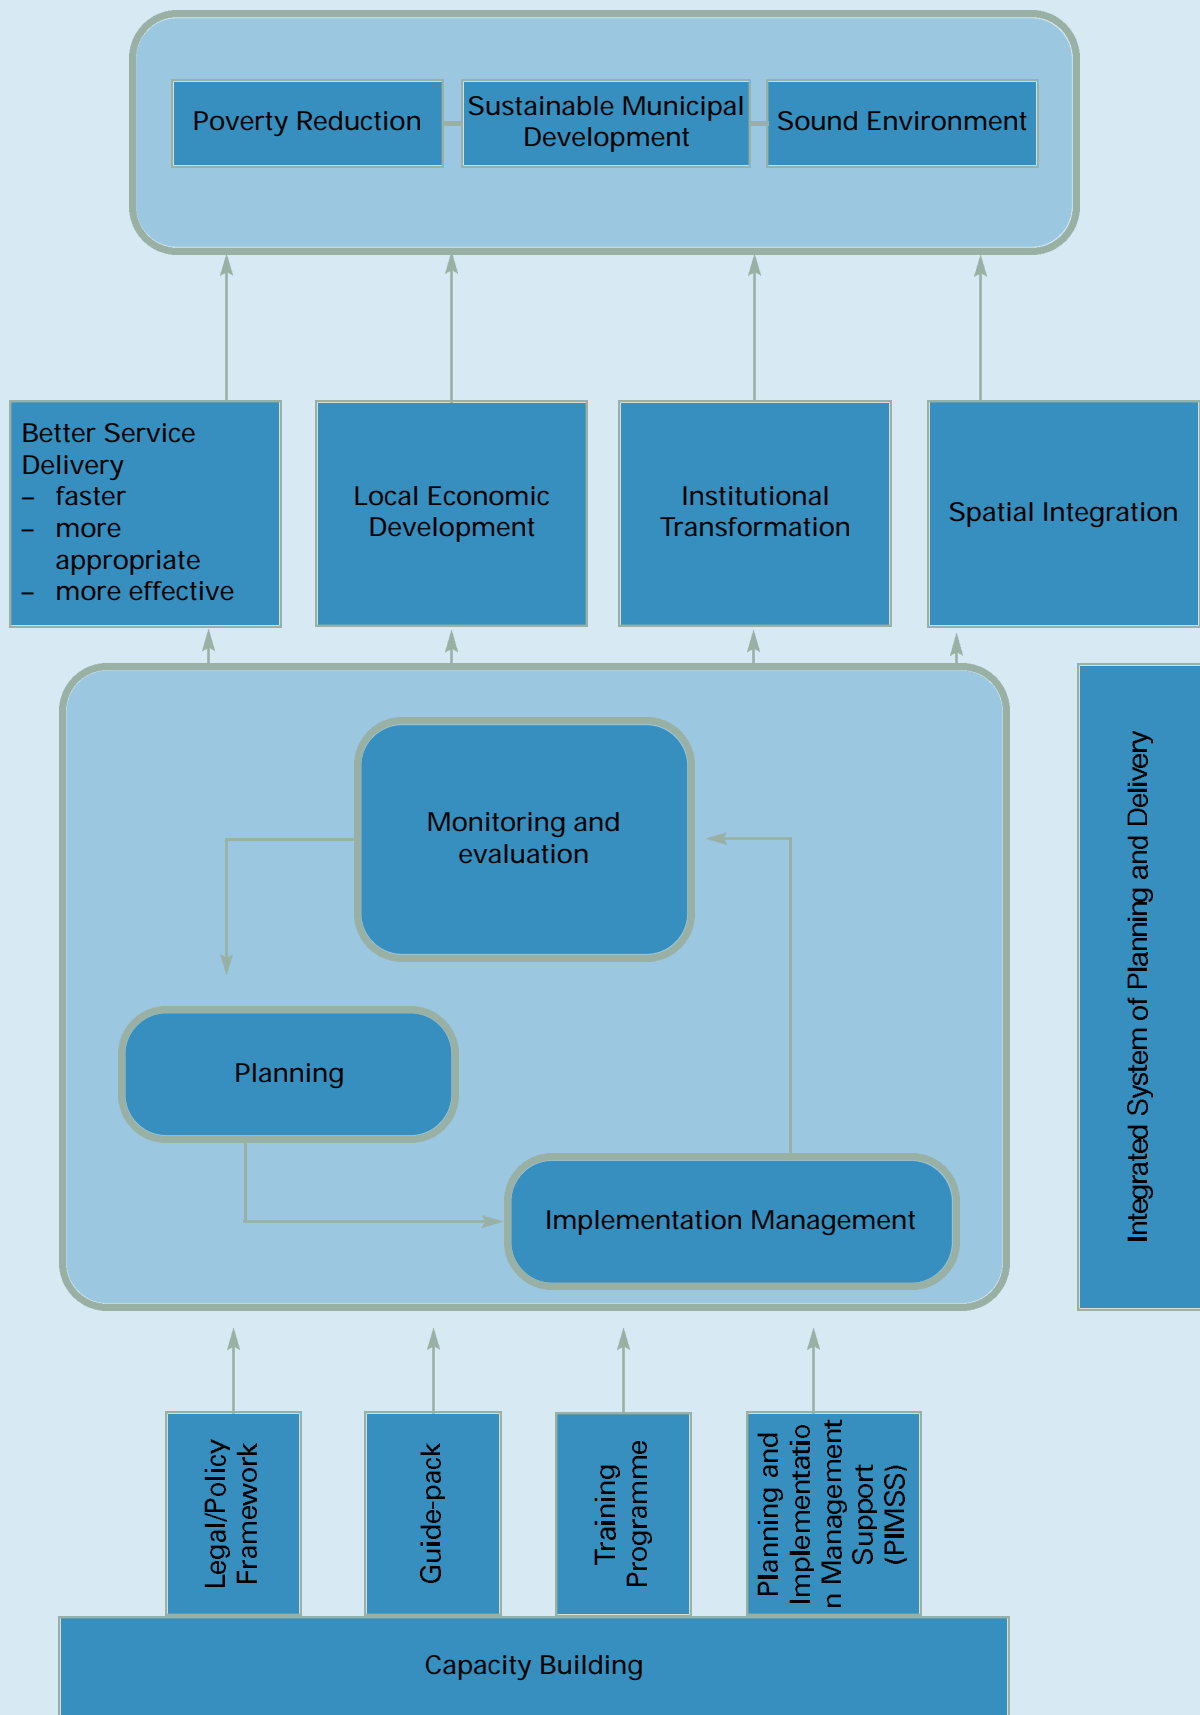 Poverty Reduction
Sustainable Municipal
Development
Sound Environment
Better Service
Delivery
– faster
– more
appropriate
– more effective
Local Economic
Development
Institutional
Transformation
Spatial Integration
Monitoring and
evaluation
Planning
Implementation Management
Integrated System of Planning and Delivery
Legal/Policy
Framework
Guide-pack
Training
Programme
Planning and
Implementatio
n Management
Support
(PIMSS)
Capacity Building